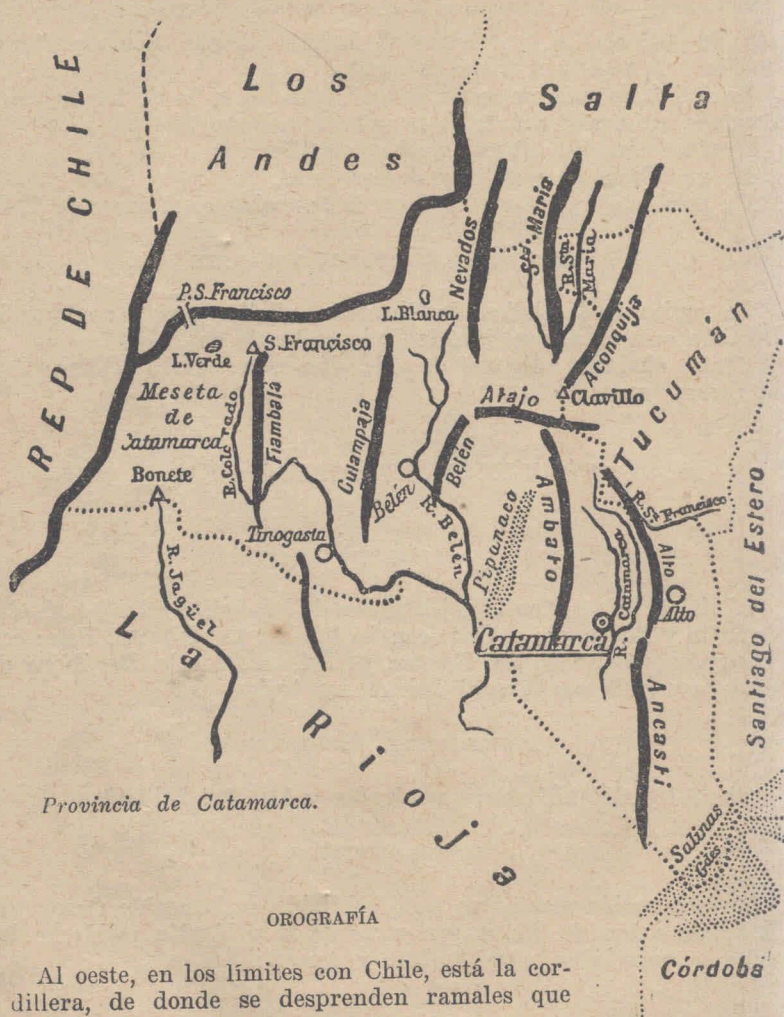 REP DE CHILE
Los
Andes
Salta
Nevados
Sta. Maria
R. Sta.
Maria
P. S. Francisco
L. Blanca
L. Verde
S. Francisco
Aconquija
Tucumán
Meseta
de
Catamarca
R. Colorado
Fiambalá
Culampaja
Atajo
Clavillo
Bonete
Belén
Belén
R. Belén
Pipanaco
Ambato
R. S. Francisco
Tinogasta
R. Jagüel
Catamarca
R. Catamarca
Alto
Alto
Santiago del Estero
La
Rioja
Ancasti
Salinas
Gdes
Córdoba
Provincia de Catamarca.
OROGRAFÍA
Al oeste, en los límites con Chile, está la cor-
dillera, de donde se desprenden ramales que